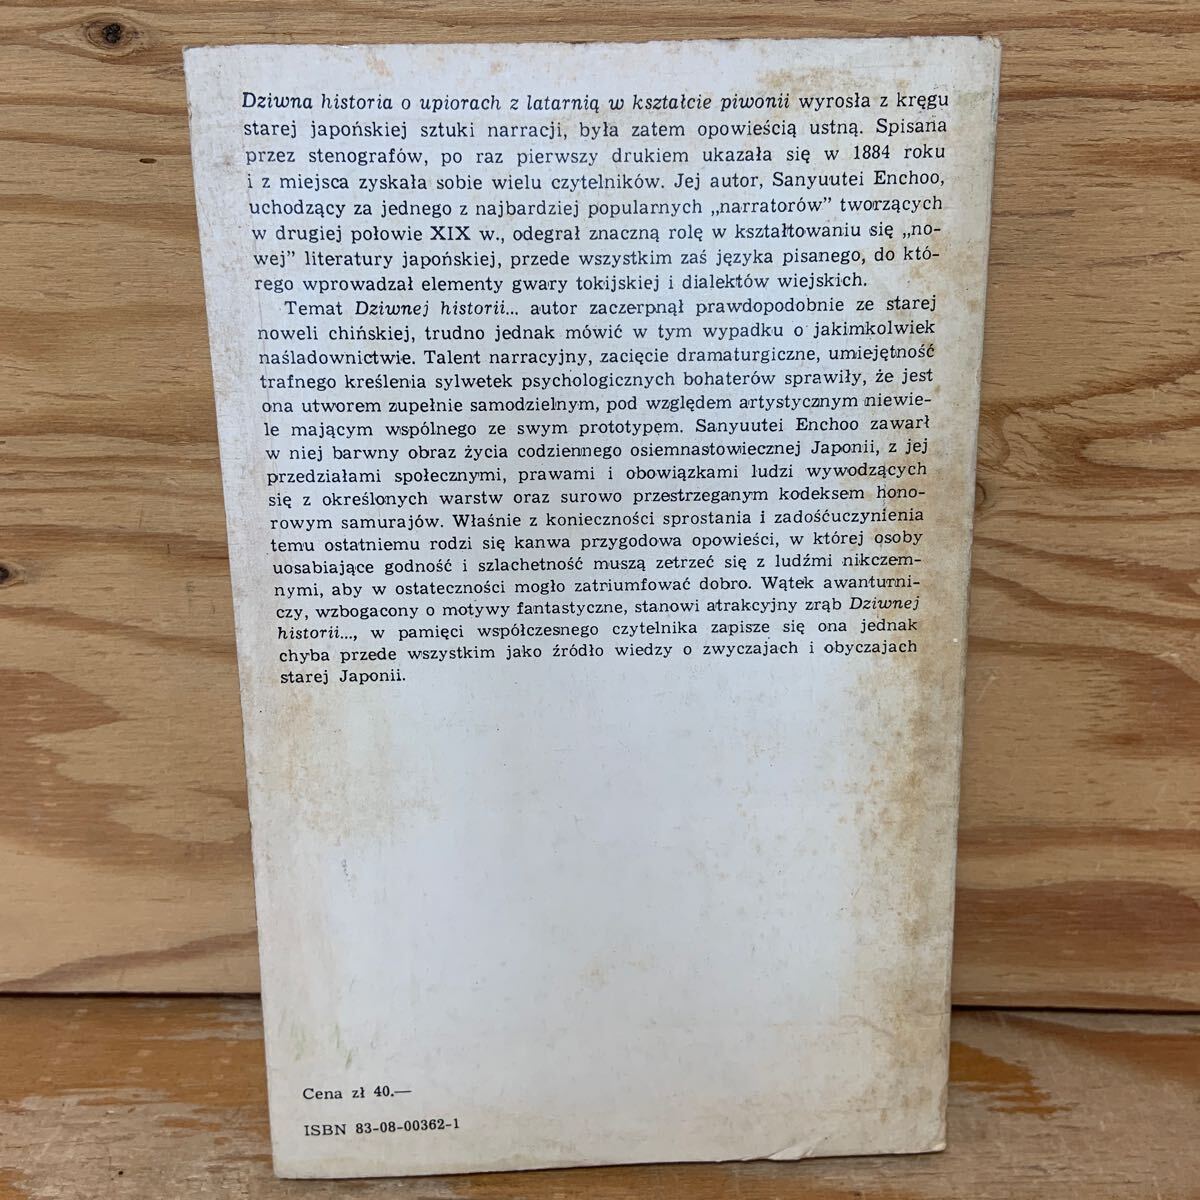 Dziwna historia o upiorach z latarnią w kształcie piwonii wyrosła z kręgu
starej japońskiej sztuki narracji, była zatem opowieścią ustną. Spisana
przez stenografów, po raz pierwszy drukiem ukazała się w 1884 roku
i z miejsca zyskała sobie wielu czytelników. Jej autor, Sanyuutei Enchoo,
uchodzący za jednego z najbardziej popularnych „narratorów” tworzących
w drugiej połowie XIX w., odegrał znaczną rolę w kształtowaniu się „no-
wej” literatury japońskiej, przede wszystkim zaś języka pisanego, do któ-
rego wprowadzał elementy gwary tokijskiej i dialektów wiejskich.
Temat Dziwnej historii... autor zaczerpnął prawdopodobnie ze starej
noweli chińskiej, trudno jednak mówić w tym wypadku o jakimkolwiek
naśladownictwie. Talent narracyjny, zacięcie dramaturgiczne, umiejętność
trafnego kreślenia sylwetek psychologicznych bohaterów sprawiły, że jest
ona utworem zupełnie samodzielnym, pod względem artystycznym niewie-
le mającym wspólnego ze swym prototypem. Sanyuutei Enchoo zawarł
w niej barwny obraz życia codziennego osiemnastowiecznej Japonii, z jej
przedziałami społecznymi, prawami i obowiązkami ludzi wywodzących
się z określonych warstw oraz surowo przestrzeganym kodeksem hono-
rowym samurajów. Właśnie z konieczności sprostania i zadośćuczynienia
temu ostatniemu rodzi się kanwa przygodowa opowieści, w której osoby
uosabiające godność i szlachetność muszą zetrzeć się z ludźmi nikczem-
nymi, aby w ostateczności mogło zatriumfować dobro. Wątek awanturni-
czy, wzbogacony o motywy fantastyczne, stanowi atrakcyjny zrąb Dziwnej
historii..., w pamięci współczesnego czytelnika zapisze się ona jednak
chyba przede wszystkim jako źródło wiedzy o zwyczajach i obyczajach
starej Japonii.
Cena zł 40.—
ISBN 83-08-00362-1